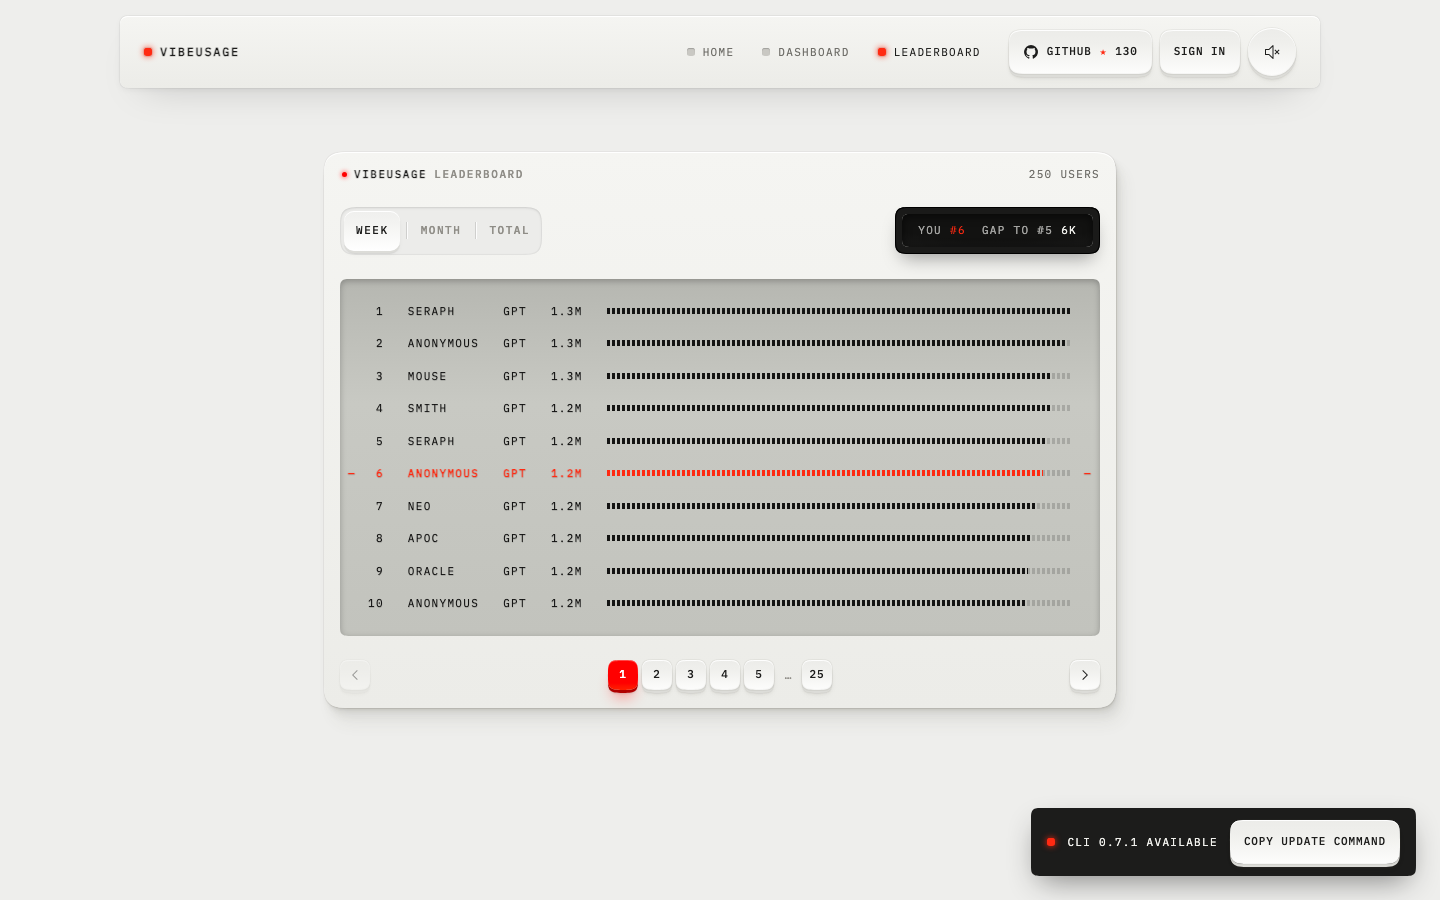 VIBEUSAGE HOME DASHBOARD LEADERBOARD GITHUB ★ 130 SIGN IN
VIBEUSAGE LEADERBOARD 250 USERS
WEEK MONTH TOTAL YOU #6 GAP TO #5 6K
1 SERAPH GPT 1.3M
2 ANONYMOUS GPT 1.3M
3 MOUSE GPT 1.3M
4 SMITH GPT 1.2M
5 SERAPH GPT 1.2M
– 6 ANONYMOUS GPT 1.2M –
7 NEO GPT 1.2M
8 APOC GPT 1.2M
9 ORACLE GPT 1.2M
10 ANONYMOUS GPT 1.2M
1 2 3 4 5 … 25
CLI 0.7.1 AVAILABLE COPY UPDATE COMMAND